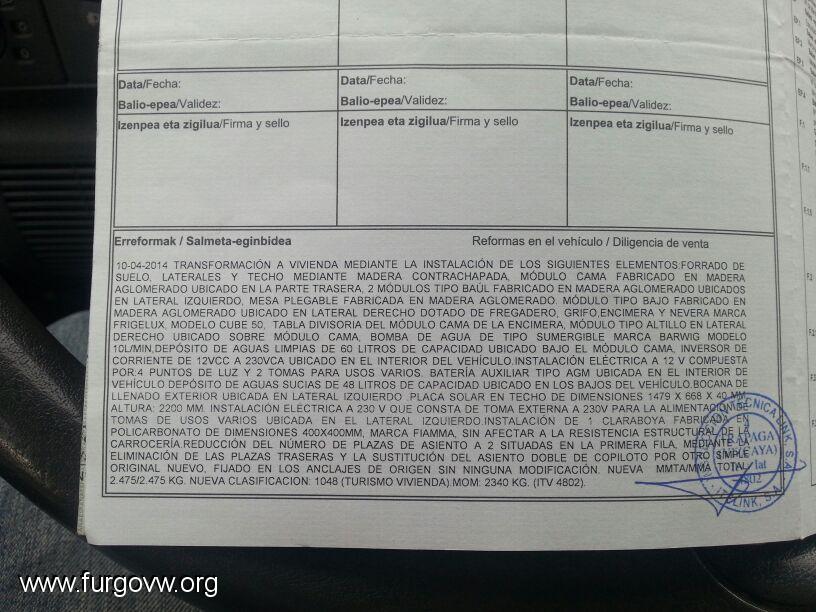 Data/Fecha: Data/Fecha: Data/Fecha:
Balio-epea/Validez: Balio-epea/Validez: Balio-epea/Validez:
Izenpea eta zigilua/Firma y sello Izenpea eta zigilua/Firma y sello Izenpea eta zigilua/Firma y sello
Erreformak / Salmeta-eginbidea Reformas en el vehículo / Diligencia de venta
10-04-2014 TRANSFORMACIÓN A VIVIENDA MEDIANTE LA INSTALACIÓN DE LOS SIGUIENTES ELEMENTOS:FORRADO DE
SUELO, LATERALES Y TECHO MEDIANTE MADERA CONTRACHAPADA, MÓDULO CAMA FABRICADO EN MADERA
AGLOMERADO UBICADO EN LA PARTE TRASERA, 2 MÓDULOS TIPO BAÚL FABRICADO EN MADERA AGLOMERADO UBICADOS
EN LATERAL IZQUIERDO, MESA PLEGABLE FABRICADA EN MADERA AGLOMERADO. MÓDULO TIPO BAJO FABRICADO EN
MADERA AGLOMERADO UBICADO EN LATERAL DERECHO DOTADO DE FREGADERO, GRIFO,ENCIMERA Y NEVERA MARCA
FRIGELUX, MODELO CUBE 50, TABLA DIVISORIA DEL MÓDULO CAMA DE LA ENCIMERA, MÓDULO TIPO ALTILLO EN LATERAL
DERECHO UBICADO SOBRE MÓDULO CAMA, BOMBA DE AGUA DE TIPO SUMERGIBLE MARCA BARWIG MODELO
10L/MIN,DEPÓSITO DE AGUAS LIMPIAS DE 60 LITROS DE CAPACIDAD UBICADO BAJO EL MÓDULO CAMA, INVERSOR DE
CORRIENTE DE 12VCC A 230VCA UBICADO EN EL INTERIOR DEL VEHÍCULO.INSTALACIÓN ELÉCTRICA A 12 V COMPUESTA
POR:4 PUNTOS DE LUZ Y 2 TOMAS PARA USOS VARIOS. BATERÍA AUXILIAR TIPO AGM UBICADA EN EL INTERIOR DE
VEHÍCULO DEPÓSITO DE AGUAS SUCIAS DE 48 LITROS DE CAPACIDAD UBICADO EN LOS BAJOS DEL VEHÍCULO.BOCANA DE
LLENADO EXTERIOR UBICADA EN LATERAL IZQUIERDO .PLACA SOLAR EN TECHO DE DIMENSIONES 1479 X 668 X 40 MM
ALTURA: 2200 MM. INSTALACIÓN ELECTRICA A 230 V QUE CONSTA DE TOMA EXTERNA A 230V PARA LA ALIMENTACIÓN DE
TOMAS DE USOS VARIOS UBICADA EN EL LATERAL IZQUIERDO.INSTALACIÓN DE 1 CLARABOYA FABRICADA EN
POLICARBONATO DE DIMENSIONES 400X400MM, MARCA FIAMMA, SIN AFECTAR A LA RESISTENCIA ESTRUCTURAL DE LA
CARROCERÍA.REDUCCIÓN DEL NÚMERO DE PLAZAS DE ASIENTO A 2 SITUADAS EN LA PRIMERA FILA, MEDIANTE LA
ELIMINACIÓN DE LAS PLAZAS TRASERAS Y LA SUSTITUCIÓN DEL ASIENTO DOBLE DE COPILOTO POR OTRO SIMPLE
ORIGINAL NUEVO, FIJADO EN LOS ANCLAJES DE ORIGEN SIN NINGUNA MODIFICACIÓN. NUEVA MMTA/MMA TOTAL
2.475/2.475 KG. NUEVA CLASIFICACION: 1048 (TURISMO VIVIENDA).MOM: 2340 KG. (ITV 4802).
www.furgovw.org